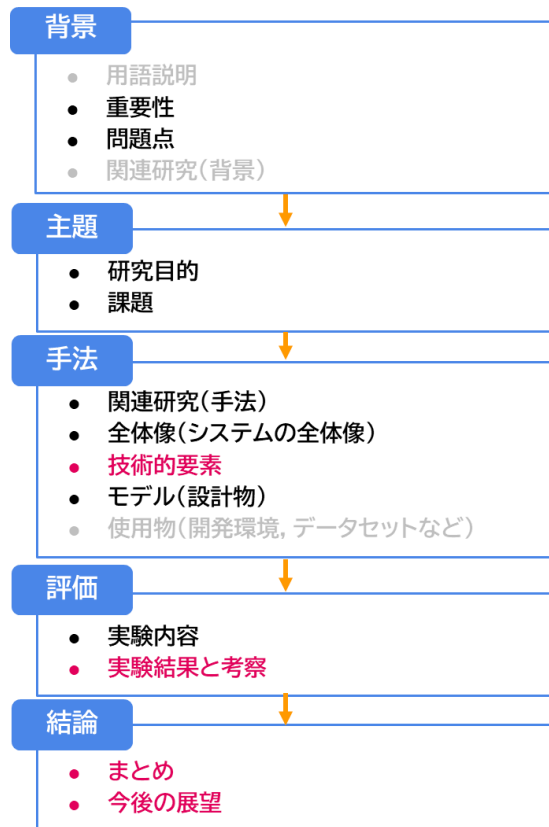 背景
● 用語説明
● 重要性
● 問題点
● 関連研究(背景)
主題
● 研究目的
● 課題
手法
● 関連研究(手法)
● 全体像(システムの全体像)
● 技術的要素
● モデル(設計物)
● 使用物(開発環境, データセットなど)
評価
● 実験内容
● 実験結果と考察
結論
● まとめ
● 今後の展望